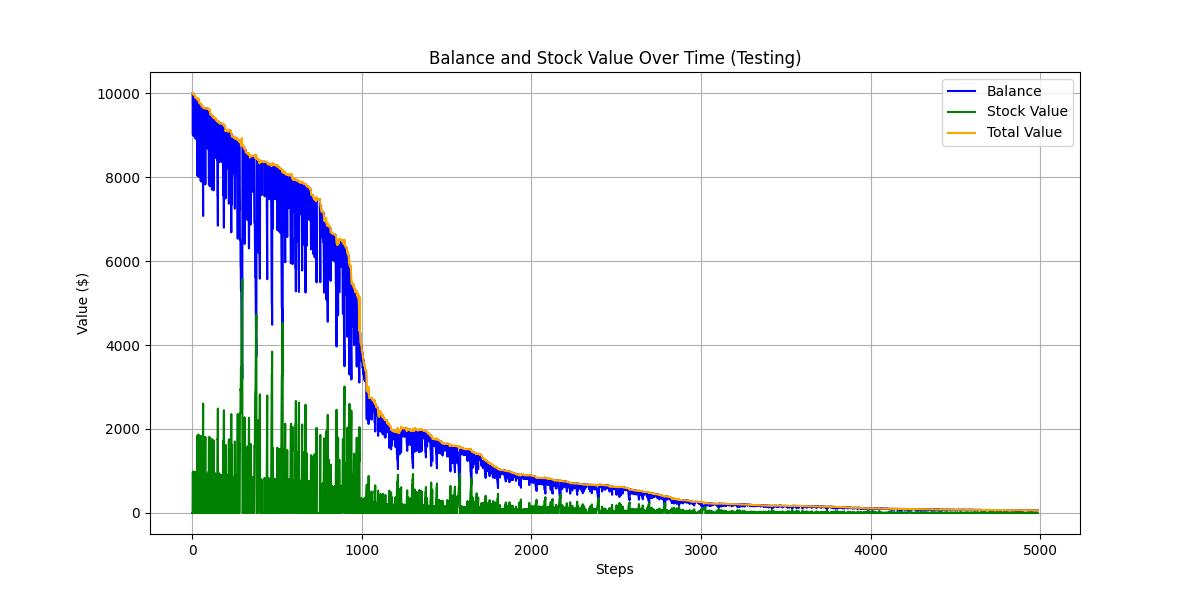 Balance and Stock Value Over Time (Testing)
Balance
Stock Value
Total Value
10000
8000
6000
4000
2000
0
Value ($)
0 1000 2000 3000 4000 5000
Steps